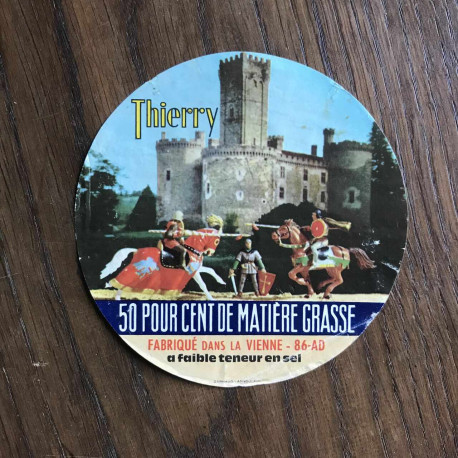 Thierry
50 POUR CENT DE MATIÈRE GRASSE
FABRIQUÉ DANS LA VIENNE - 86-AD
a faible teneur en sel